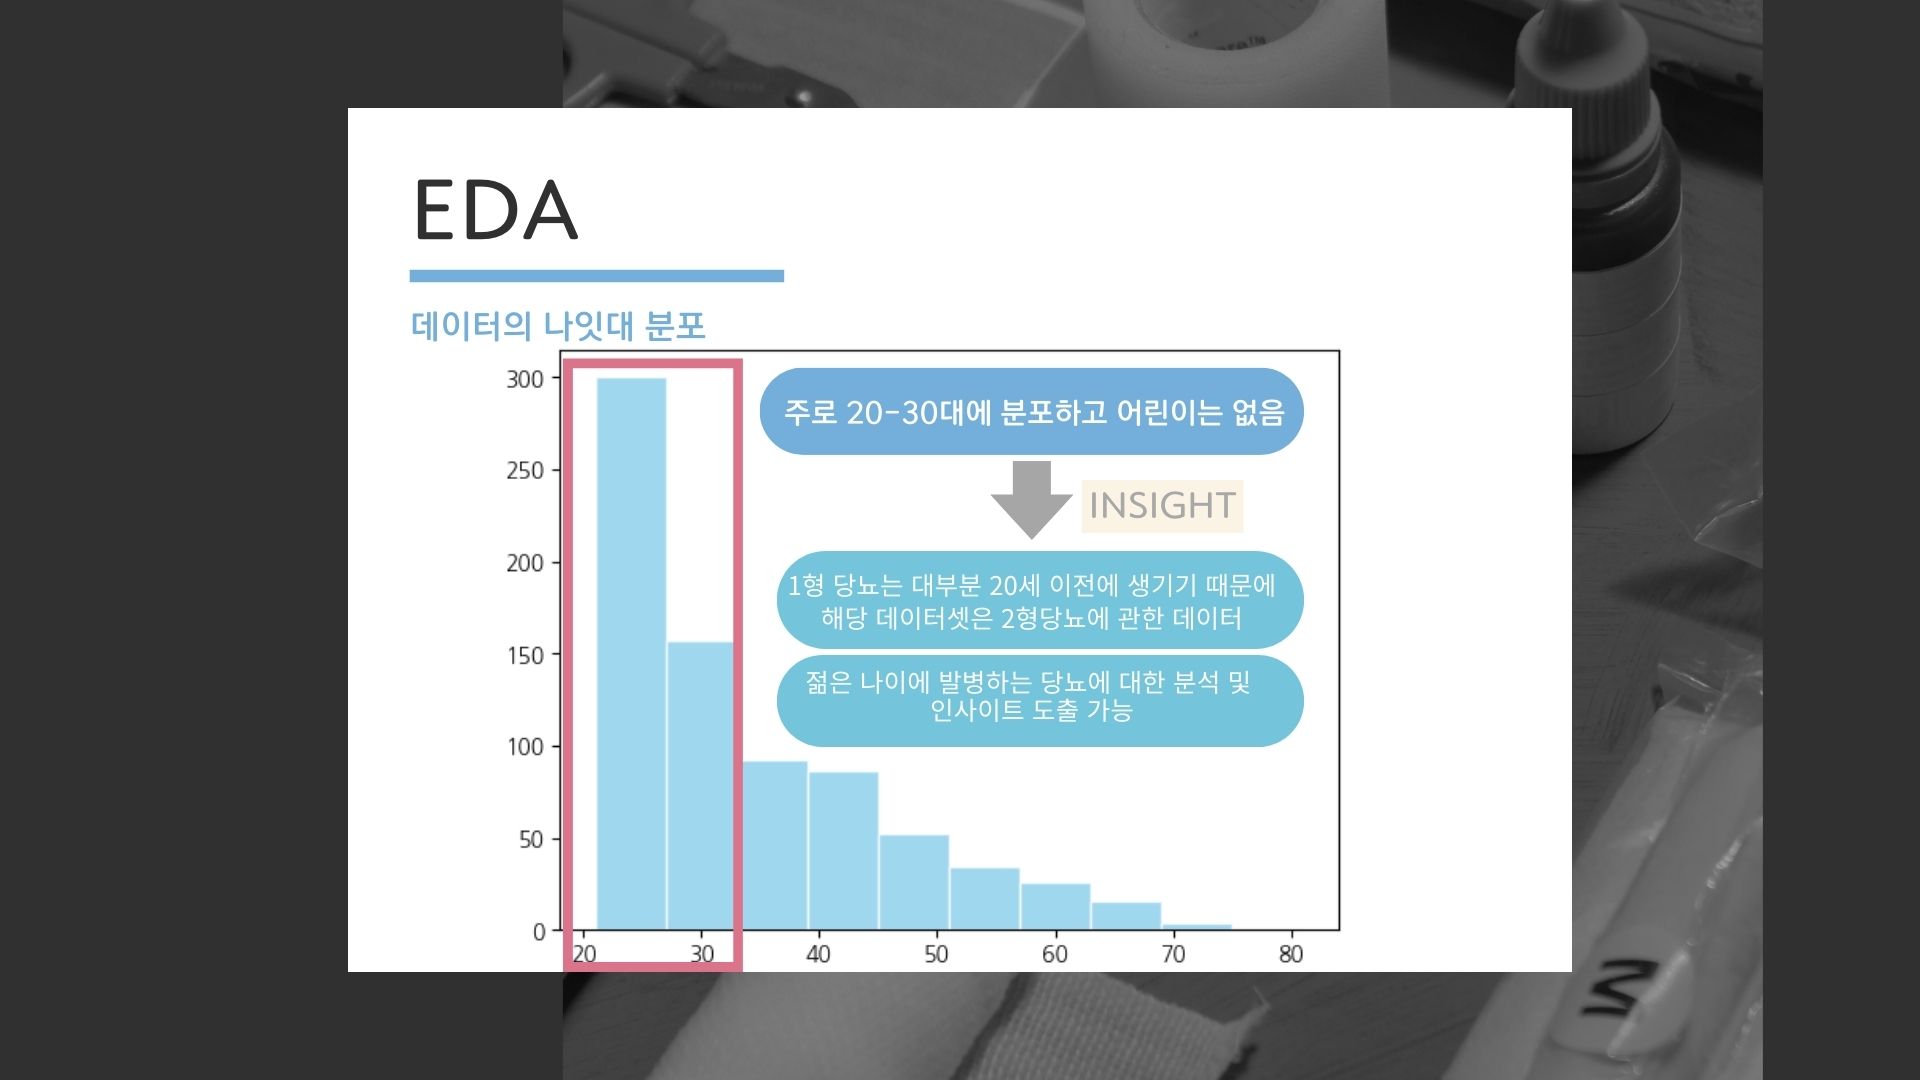 EDA
데이터의 나잇대 분포
주로 20-30대에 분포하고 어린이는 없음
INSIGHT
1형 당뇨는 대부분 20세 이전에 생기기 때문에
해당 데이터셋은 2형당뇨에 관한 데이터
젊은 나이에 발병하는 당뇨에 대한 분석 및
인사이트 도출 가능
300
250
200
150
100
50
0
20 30 40 50 60 70 80
M